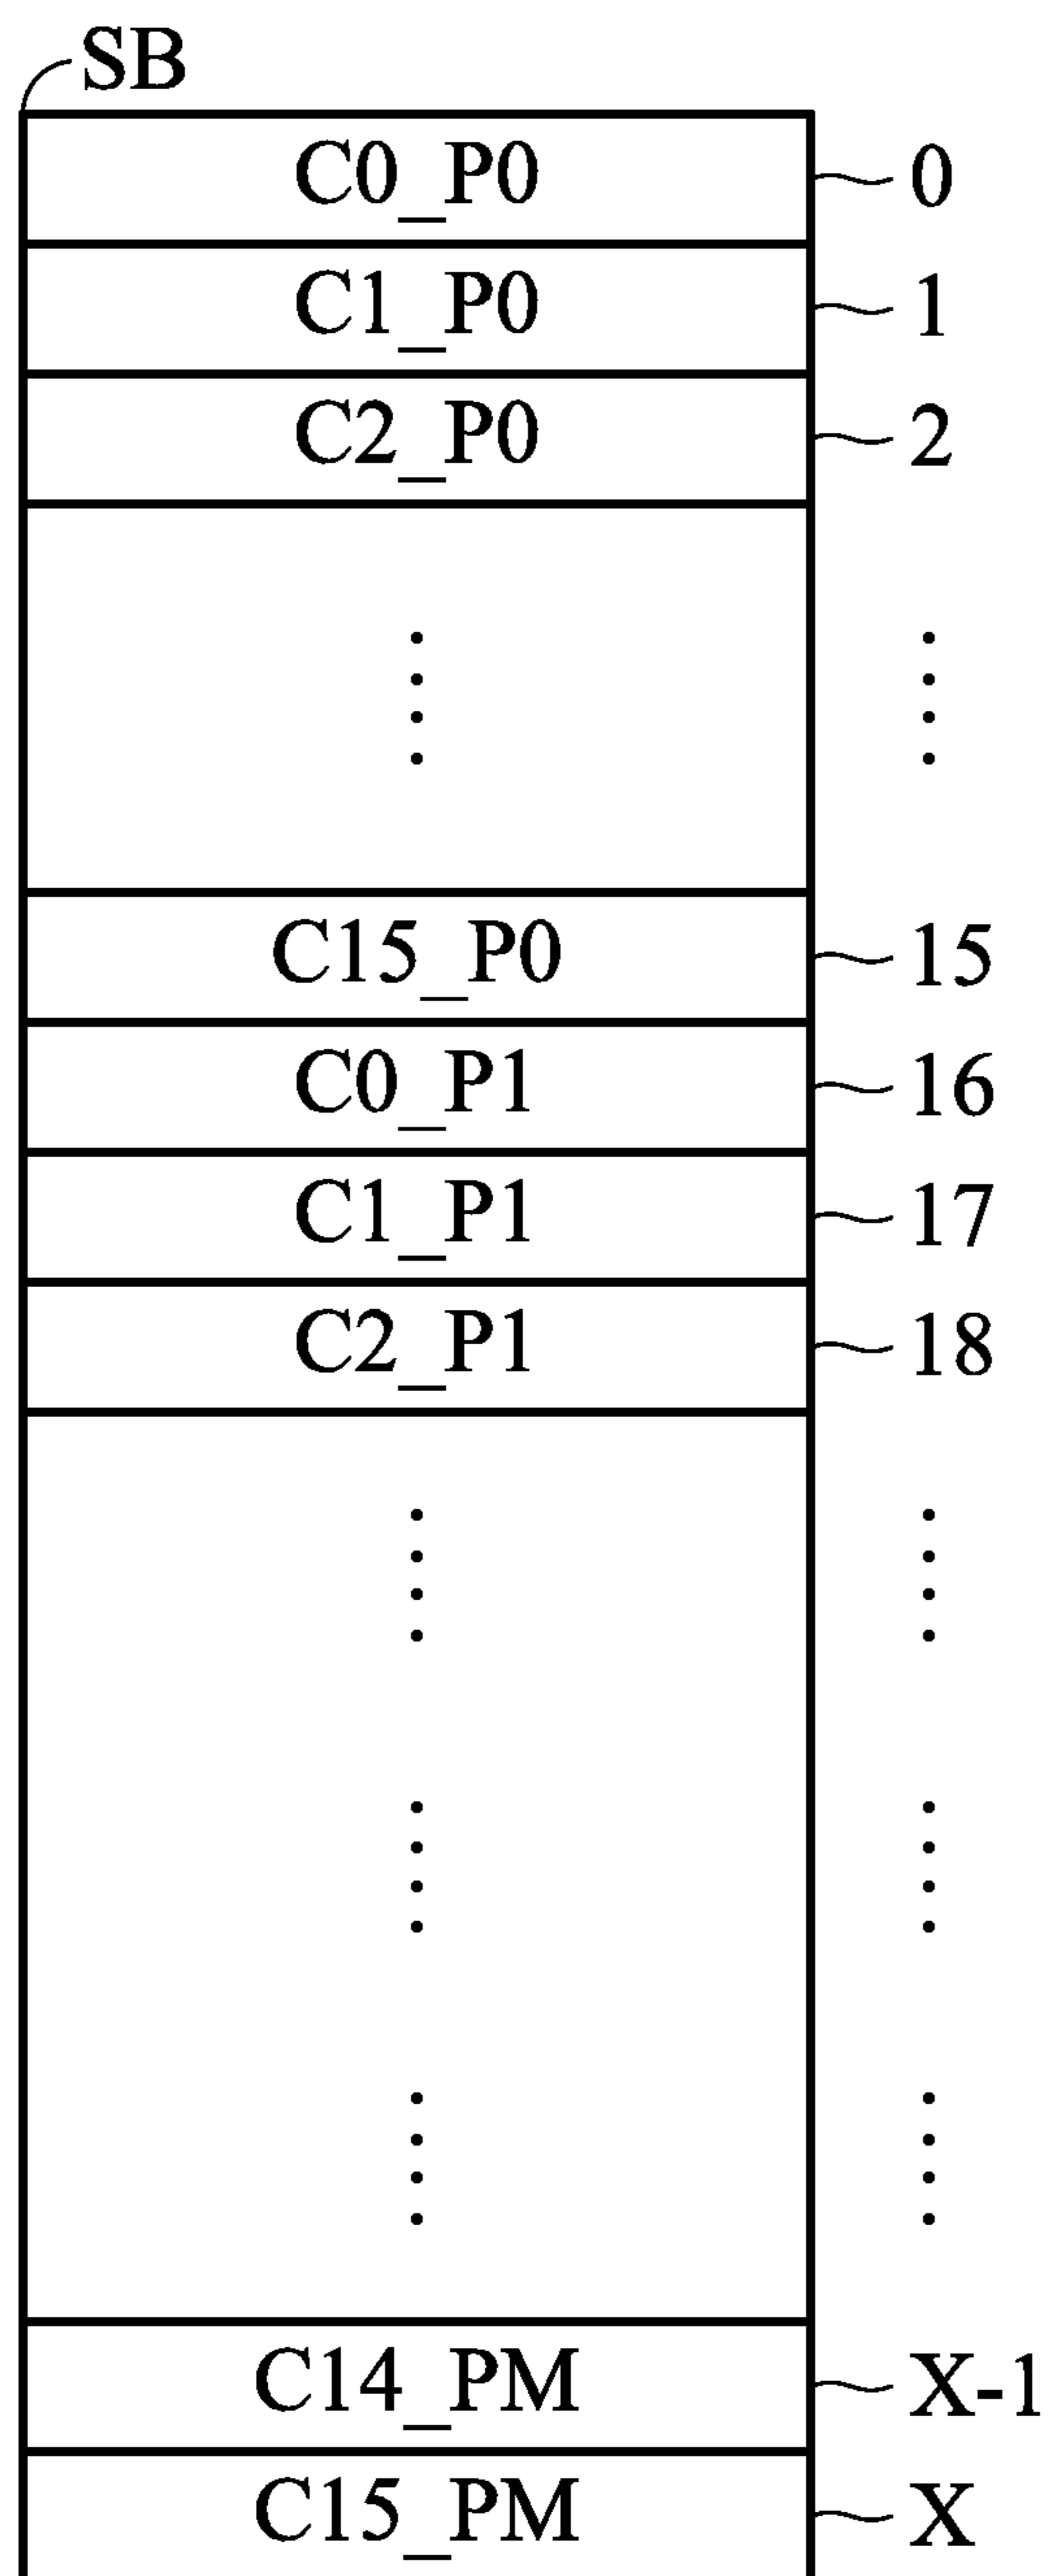 SB
C0_P0 0
C1_P0 1
C2_P0 2
C15_P0 15
C0_P1 16
C1_P1 17
C2_P1 18
C14_PM X-1
C15_PM X